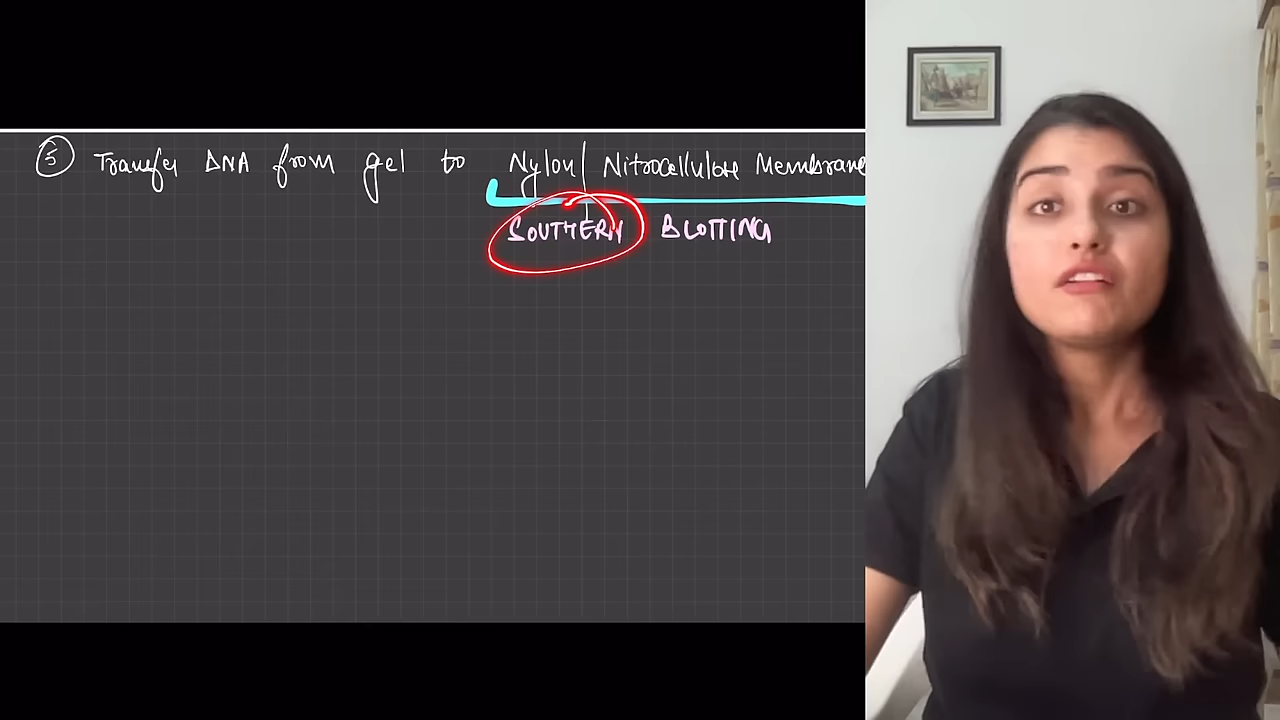 ⑤ Transfer DNA from gel to Nylon/ Nitrocellulose Membrane
SOUTHERN BLOTTING